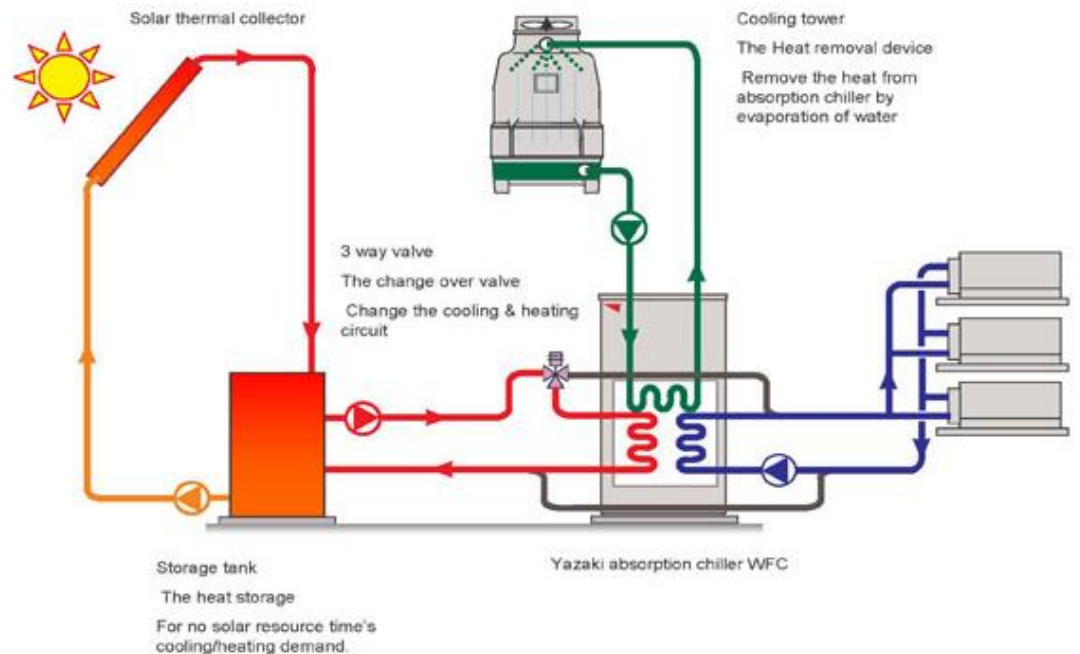 Solar thermal collector
Cooling tower
The Heat removal device
Remove the heat from
absorption chiller by
evaporation of water
3 way valve
The change over valve
Change the cooling & heating
circuit
Yazaki absorption chiller WFC
Storage tank
The heat storage
For no solar resource time's
cooling/heating demand.